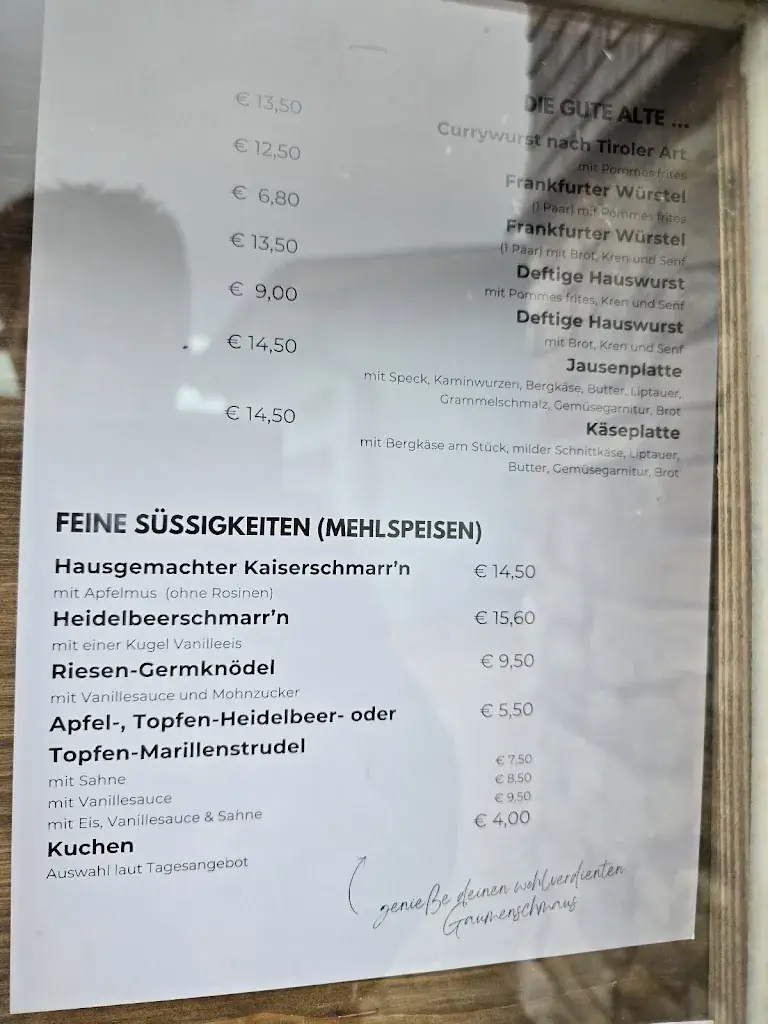 DIE GUTE ALTE ...
€ 13,50 Currywurst nach Tiroler Art
mit Pommes frites
€ 12,50 Frankfurter Würstel
(1 Paar) mit Pommes frites
€ 6,80 Frankfurter Würstel
(1 Paar) mit Brot, Kren und Senf
€ 13,50 Deftige Hauswurst
mit Pommes frites, Kren und Senf
€ 9,00 Deftige Hauswurst
mit Brot, Kren und Senf
€ 14,50 Jausenplatte
mit Speck, Kaminwurzen, Bergkäse, Butter, Liptauer,
Grammelschmalz, Gemüsegarnitur, Brot
€ 14,50 Käseplatte
mit Bergkäse am Stück, milder Schnittkäse, Liptauer,
Butter, Gemüsegarnitur, Brot
FEINE SÜSSIGKEITEN (MEHLSPEISEN)
Hausgemachter Kaiserschmarr'n € 14,50
mit Apfelmus (ohne Rosinen)
Heidelbeerschmarr'n € 15,60
mit einer Kugel Vanilleeis
Riesen-Germknödel € 9,50
mit Vanillesauce und Mohnzucker
Apfel-, Topfen-Heidelbeer- oder € 5,50
Topfen-Marillenstrudel
mit Sahne € 7,50
mit Vanillesauce € 8,50
mit Eis, Vanillesauce & Sahne € 9,50
Kuchen € 4,00
Auswahl laut Tagesangebot
genieße deinen wohlverdienten
Gaumenschmaus